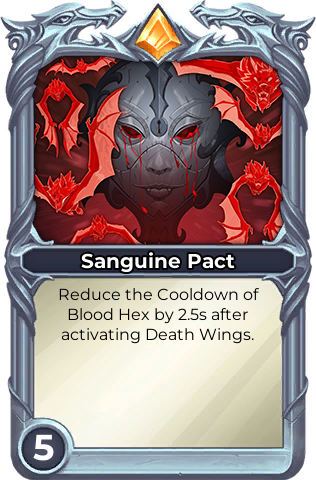 Sanguine Pact
Reduce the Cooldown of
Blood Hex by 2.5s after
activating Death Wings.
5